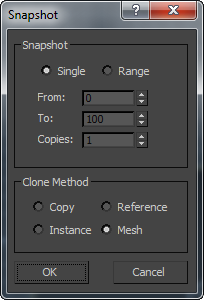 Snapshot
?
Snapshot
Single Range
From: 0
To: 100
Copies: 1
Clone Method
Copy Reference
Instance Mesh
OK Cancel